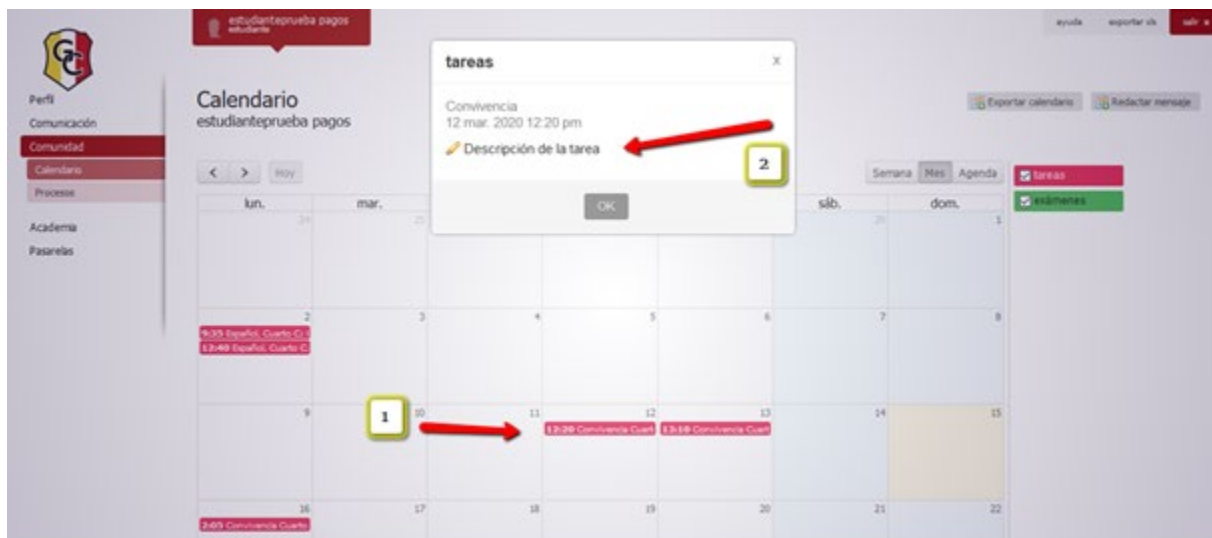 estudianteprueba pagos
estudiante
ayuda
exportar xls
salir x
GC
Perfil
Comunicación
Comunidad
Calendario
Procesos
Academia
Pasarelas
Calendario
estudianteprueba pagos
Exportar calendario
Redactar mensaje
tareas
X
Convivencia
12 mar. 2020 12:20 pm
Descripción de la tarea
2
OK
< > Hoy
Semana Mes Agenda
tareas
exámenes
lun. mar. sáb. dom.
24 25 29 1
2 3 4 5 6 7 8
9:35 Español, Cuarto C,
12:40 Español, Cuarto C,
9 10 11 12 13 14 15
1
12:20 Convivencia Cuart
13:10 Convivencia Cuart
16 17 18 19 20 21 22
2:05 Convivencia Cuarto